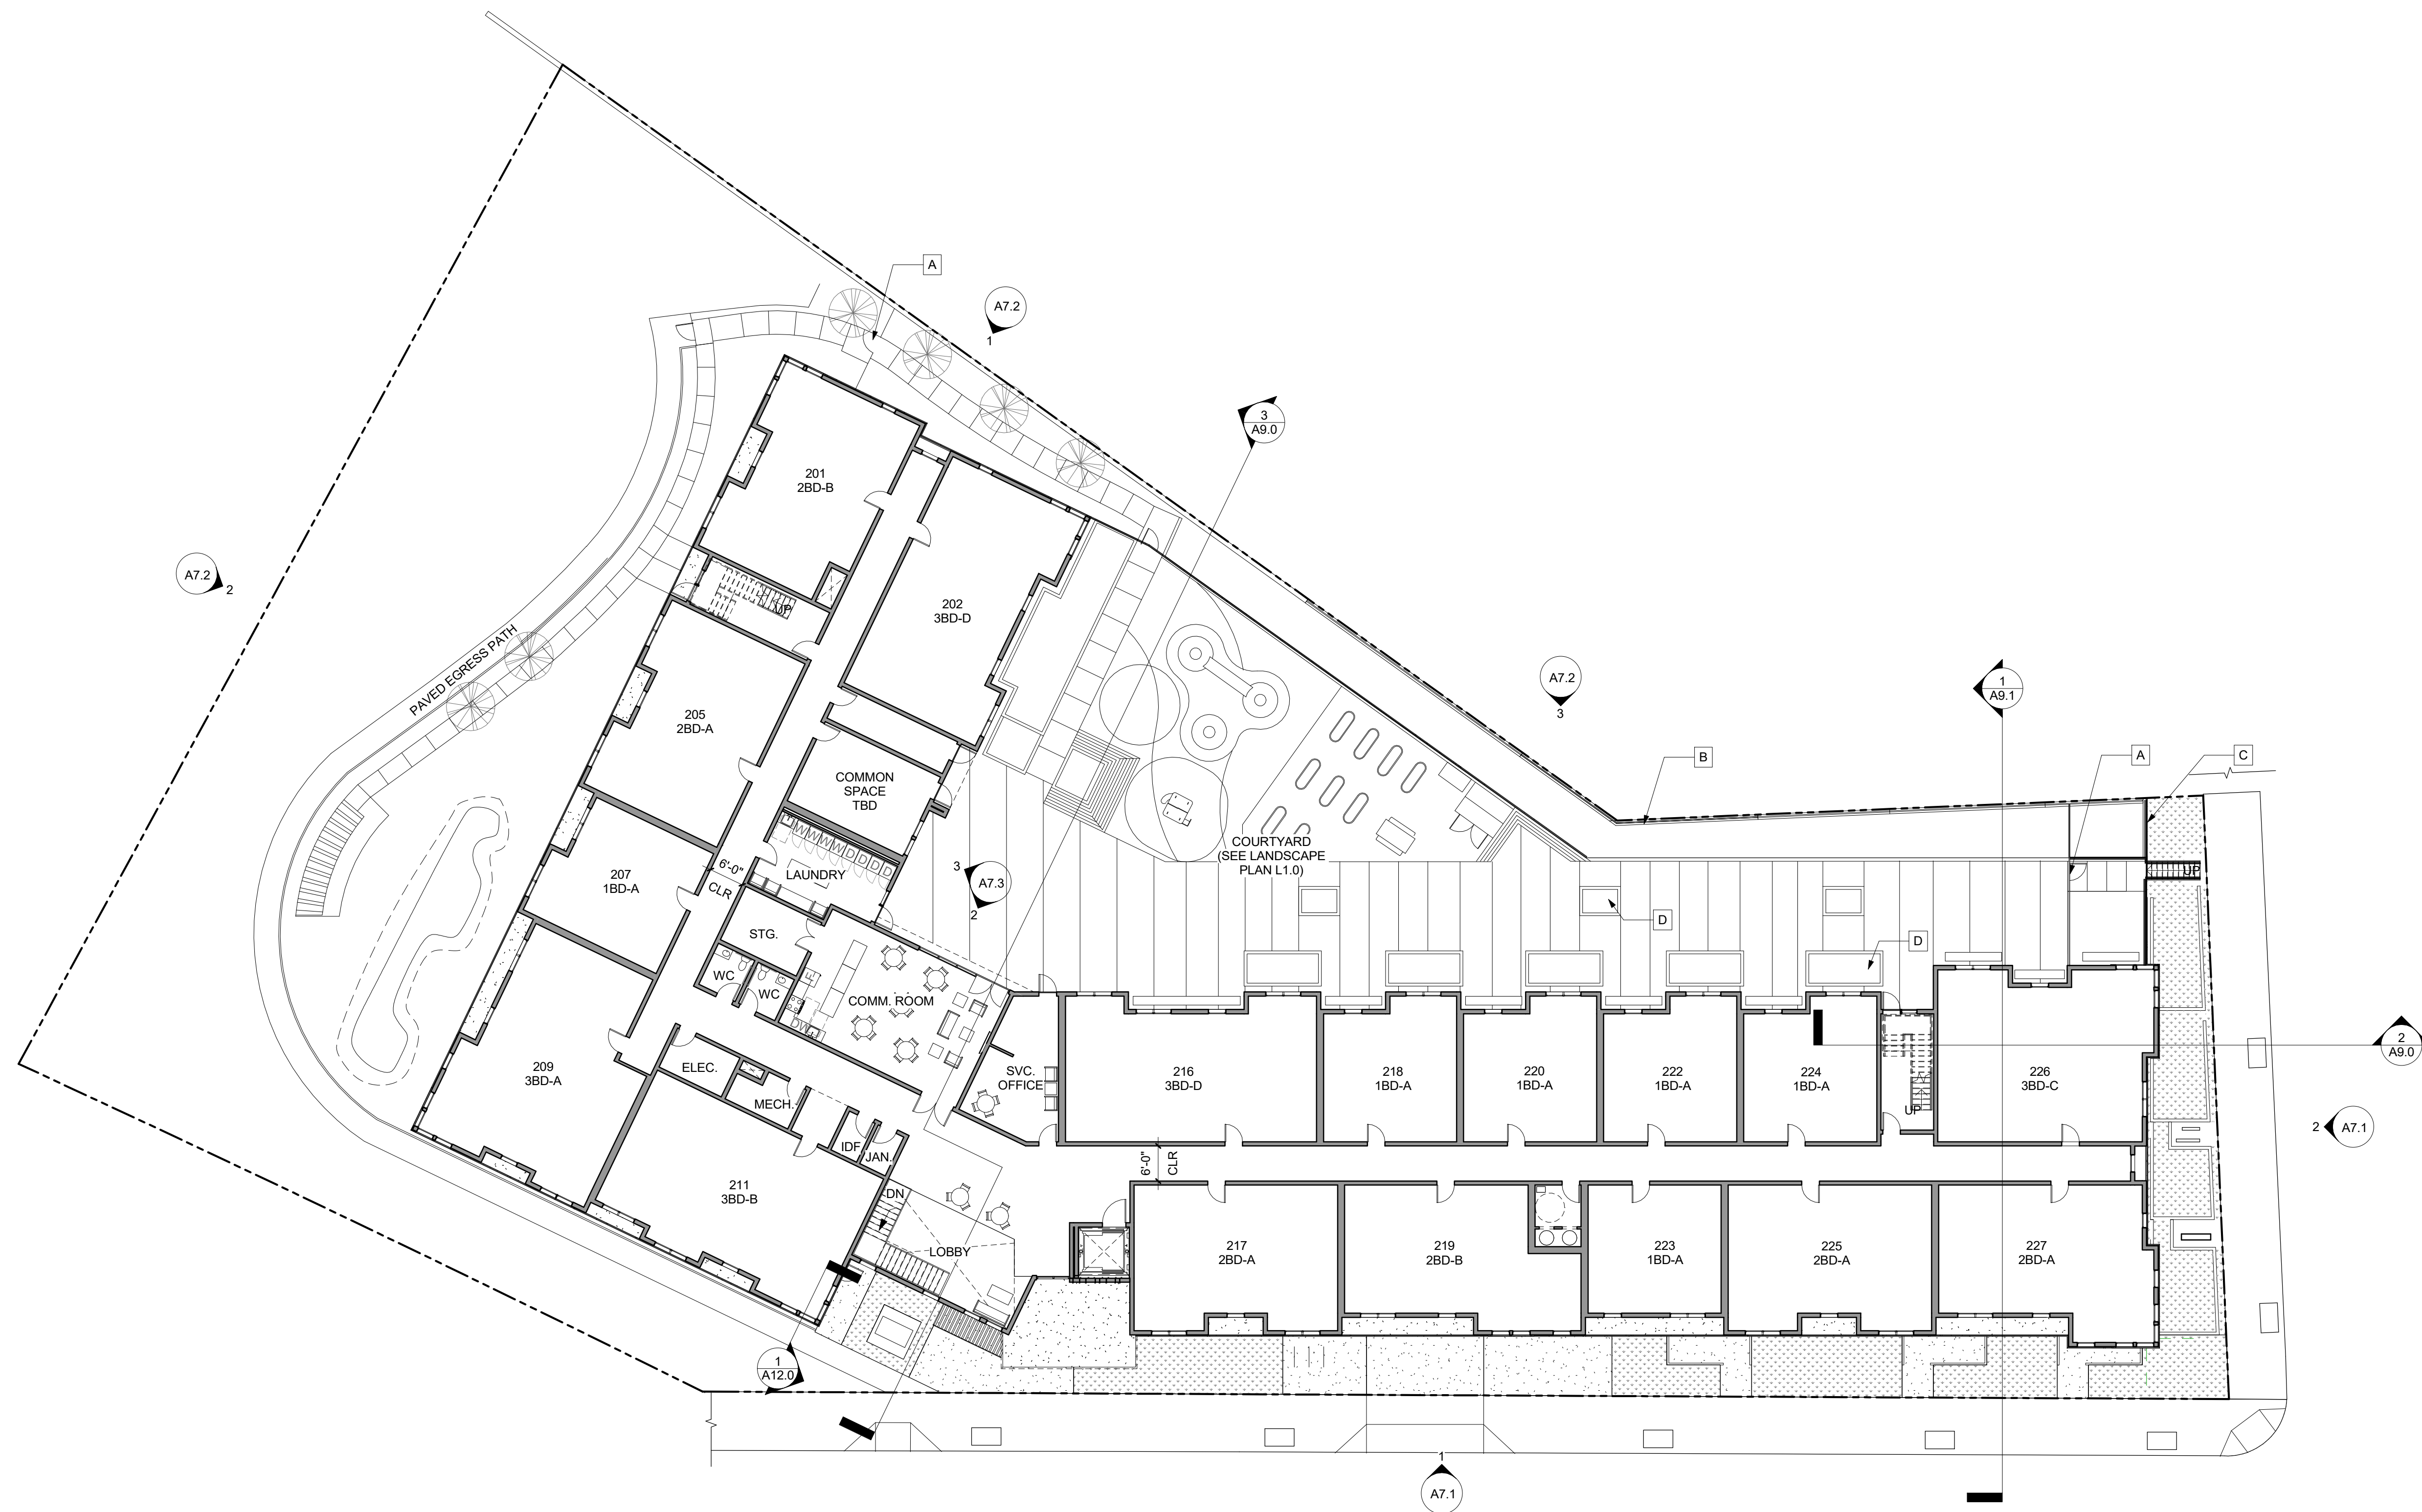 A
A7.2
1
3
A9.0
201
2BD-B
202
3BD-D
UP
A7.2
2
PAVED EGRESS PATH
205
2BD-A
A7.2
3
1
A9.1
A
C
B
COMMON
SPACE
TBD
W
W
W
W
D
D
D
D
LAUNDRY
6'-0"
CLR
207
1BD-A
COURTYARD
(SEE LANDSCAPE
PLAN L1.0)
3
A7.3
2
UP
D
D
STG.
WC
WC
COMM. ROOM
DW
209
3BD-A
ELEC.
MECH.
SVC.
OFFICE
216
3BD-D
218
1BD-A
220
1BD-A
222
1BD-A
224
1BD-A
UP
226
3BD-C
2
A9.0
2
A7.1
IDF
JAN.
6'-0"
CLR
211
3BD-B
DN
LOBBY
217
2BD-A
219
2BD-B
223
1BD-A
225
2BD-A
227
2BD-A
1
A12.0
1
A7.1